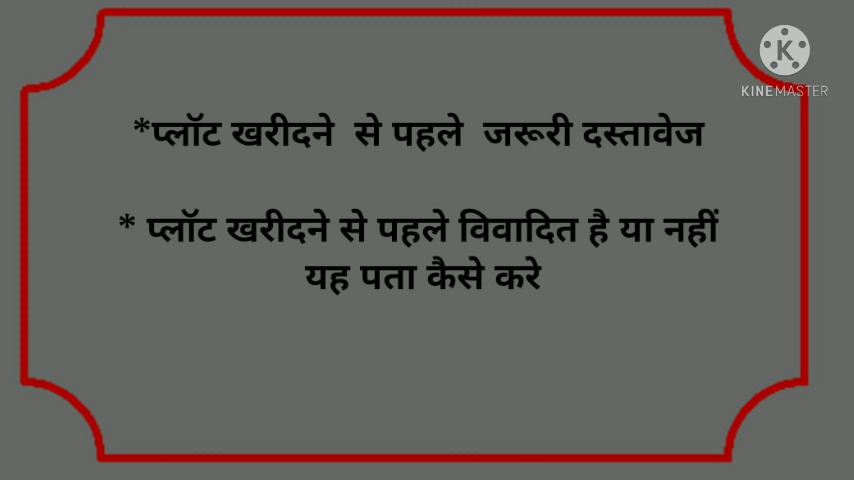 KINEMASTER
*प्लॉट खरीदने से पहले जरूरी दस्तावेज
* प्लॉट खरीदने से पहले विवादित है या नहीं
यह पता कैसे करे